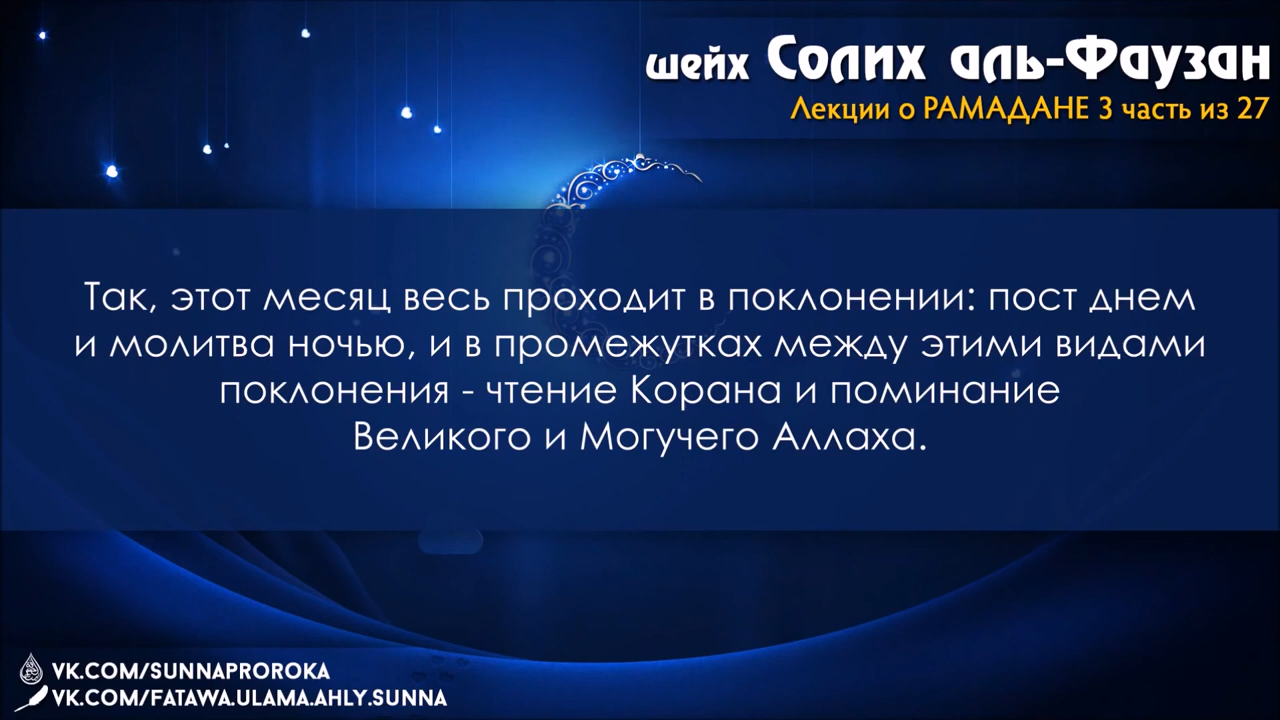 шейх Солих аль-Фаузан
Лекции о РАМАДАНЕ 3 часть из 27
Так, этот месяц весь проходит в поклонении: пост днем
и молитва ночью, и в промежутках между этими видами
поклонения - чтение Корана и поминание
Великого и Могучего Аллаха.
VK.COM/SUNNAPROROKA
VK.COM/FATAWA.ULAMA.AHLY.SUNNA